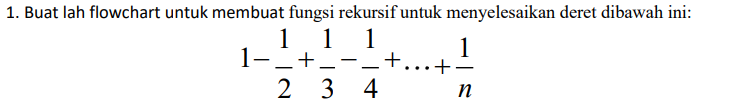 1. Buat lah flowchart untuk membuat fungsi rekursif untuk menyelesaikan deret dibawah ini:
1−1/2+1/3−1/4+...+1/n